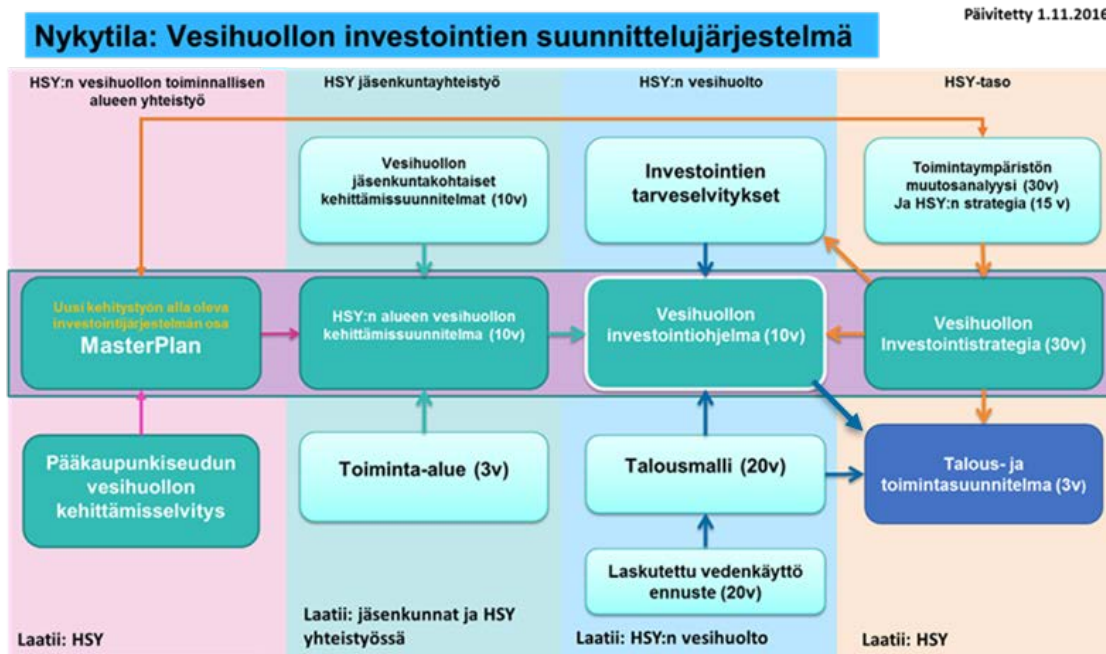 Päivitetty 1.11.2016
Nykytila: Vesihuollon investointien suunnittelujärjestelmä
HSY:n vesihuollon toiminnallisen
alueen yhteistyö
HSY jäsenkuntayhteistyö
HSY:n vesihuolto
HSY-taso
Vesihuollon
jäsenkuntakohtaiset
kehittämissuunnitelmat (10v)
Investointien
tarveselvitykset
Toimintaympäristön
muutosanalyysi (30v)
Ja HSY:n strategia (15 v)
Uusi kehitystyön alla oleva
investointijärjestelmän osa
MasterPlan
HSY:n alueen vesihuollon
kehittämissuunnitelma (10v)
Vesihuollon
investointiohjelma (10v)
Vesihuollon
Investointistrategia (30v)
Pääkaupunkiseudun
vesihuollon
kehittämisselvitys
Toiminta-alue (3v)
Talousmalli (20v)
Talous- ja
toimintasuunnitelma (3v)
Laskutettu vedenkäyttö
ennuste (20v)
Laatii: HSY
Laatii: jäsenkunnat ja HSY
yhteistyössä
Laatii: HSY:n vesihuolto
Laatii: HSY